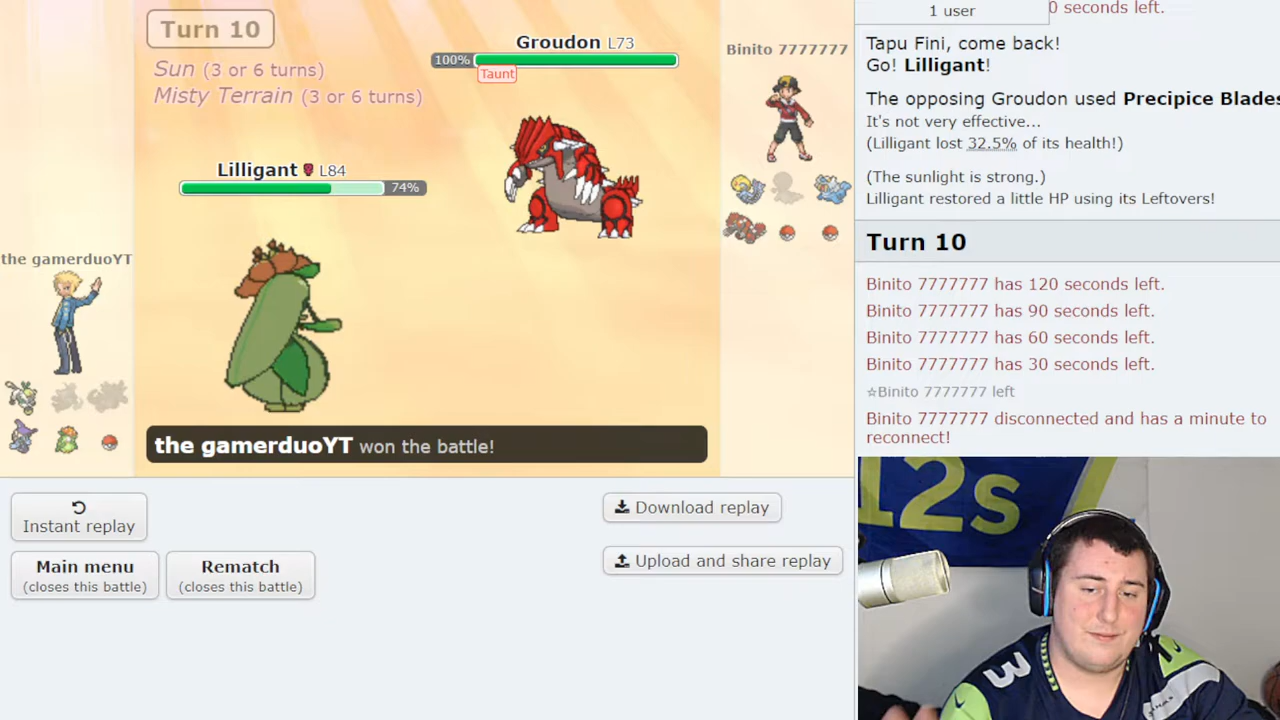 Turn 10
Sun (3 or 6 turns)
Misty Terrain (3 or 6 turns)
Groudon L73
100%
Taunt
Lilligant L84
74%
the gamerduoYT
Binito 7777777
the gamerduoYT won the battle!
Instant replay
Main menu
(closes this battle)
Rematch
(closes this battle)
Download replay
Upload and share replay
1 user
0 seconds left.
Tapu Fini, come back!
Go! Lilligant!
The opposing Groudon used Precipice Blades
It's not very effective...
(Lilligant lost 32.5% of its health!)
(The sunlight is strong.)
Lilligant restored a little HP using its Leftovers!
Turn 10
Binito 7777777 has 120 seconds left.
Binito 7777777 has 90 seconds left.
Binito 7777777 has 60 seconds left.
Binito 7777777 has 30 seconds left.
☆Binito 7777777 left
Binito 7777777 disconnected and has a minute to
reconnect!
12s
3